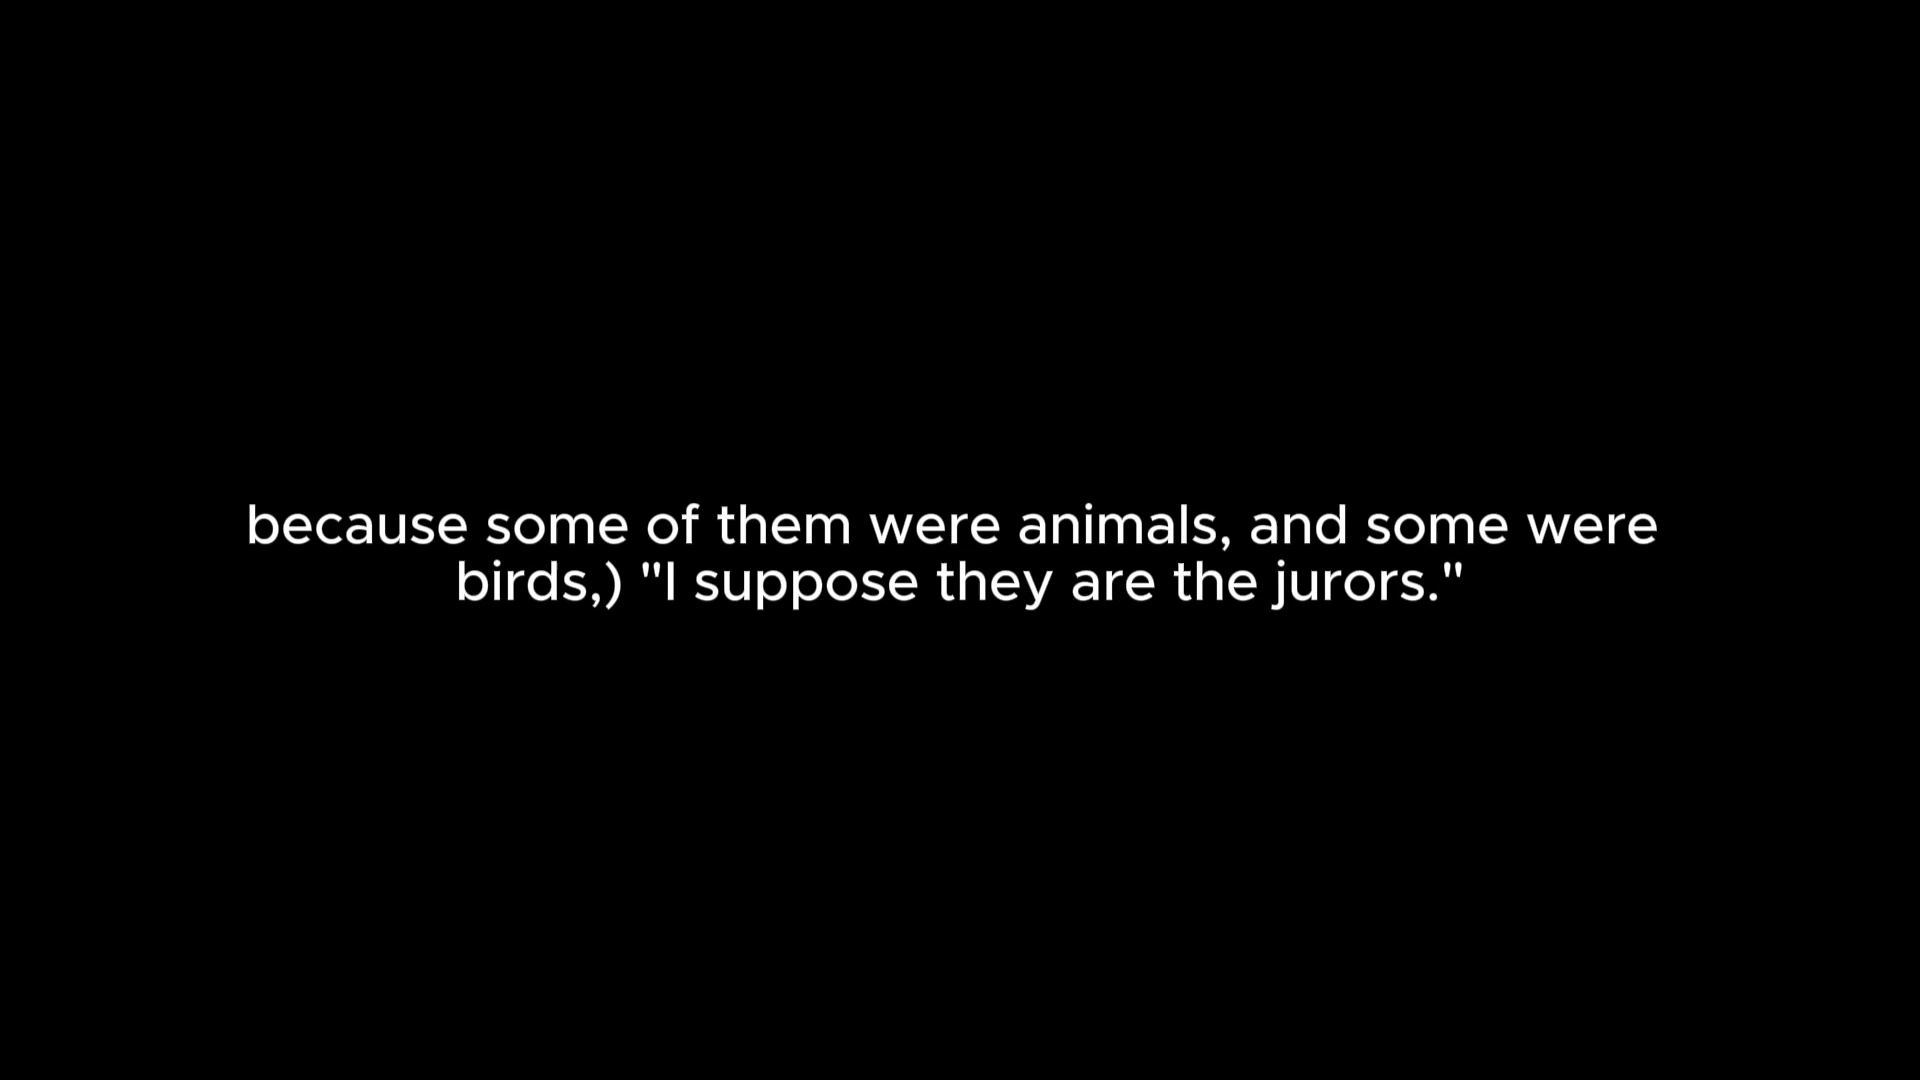 because some of them were animals, and some were
birds,) "I suppose they are the jurors."